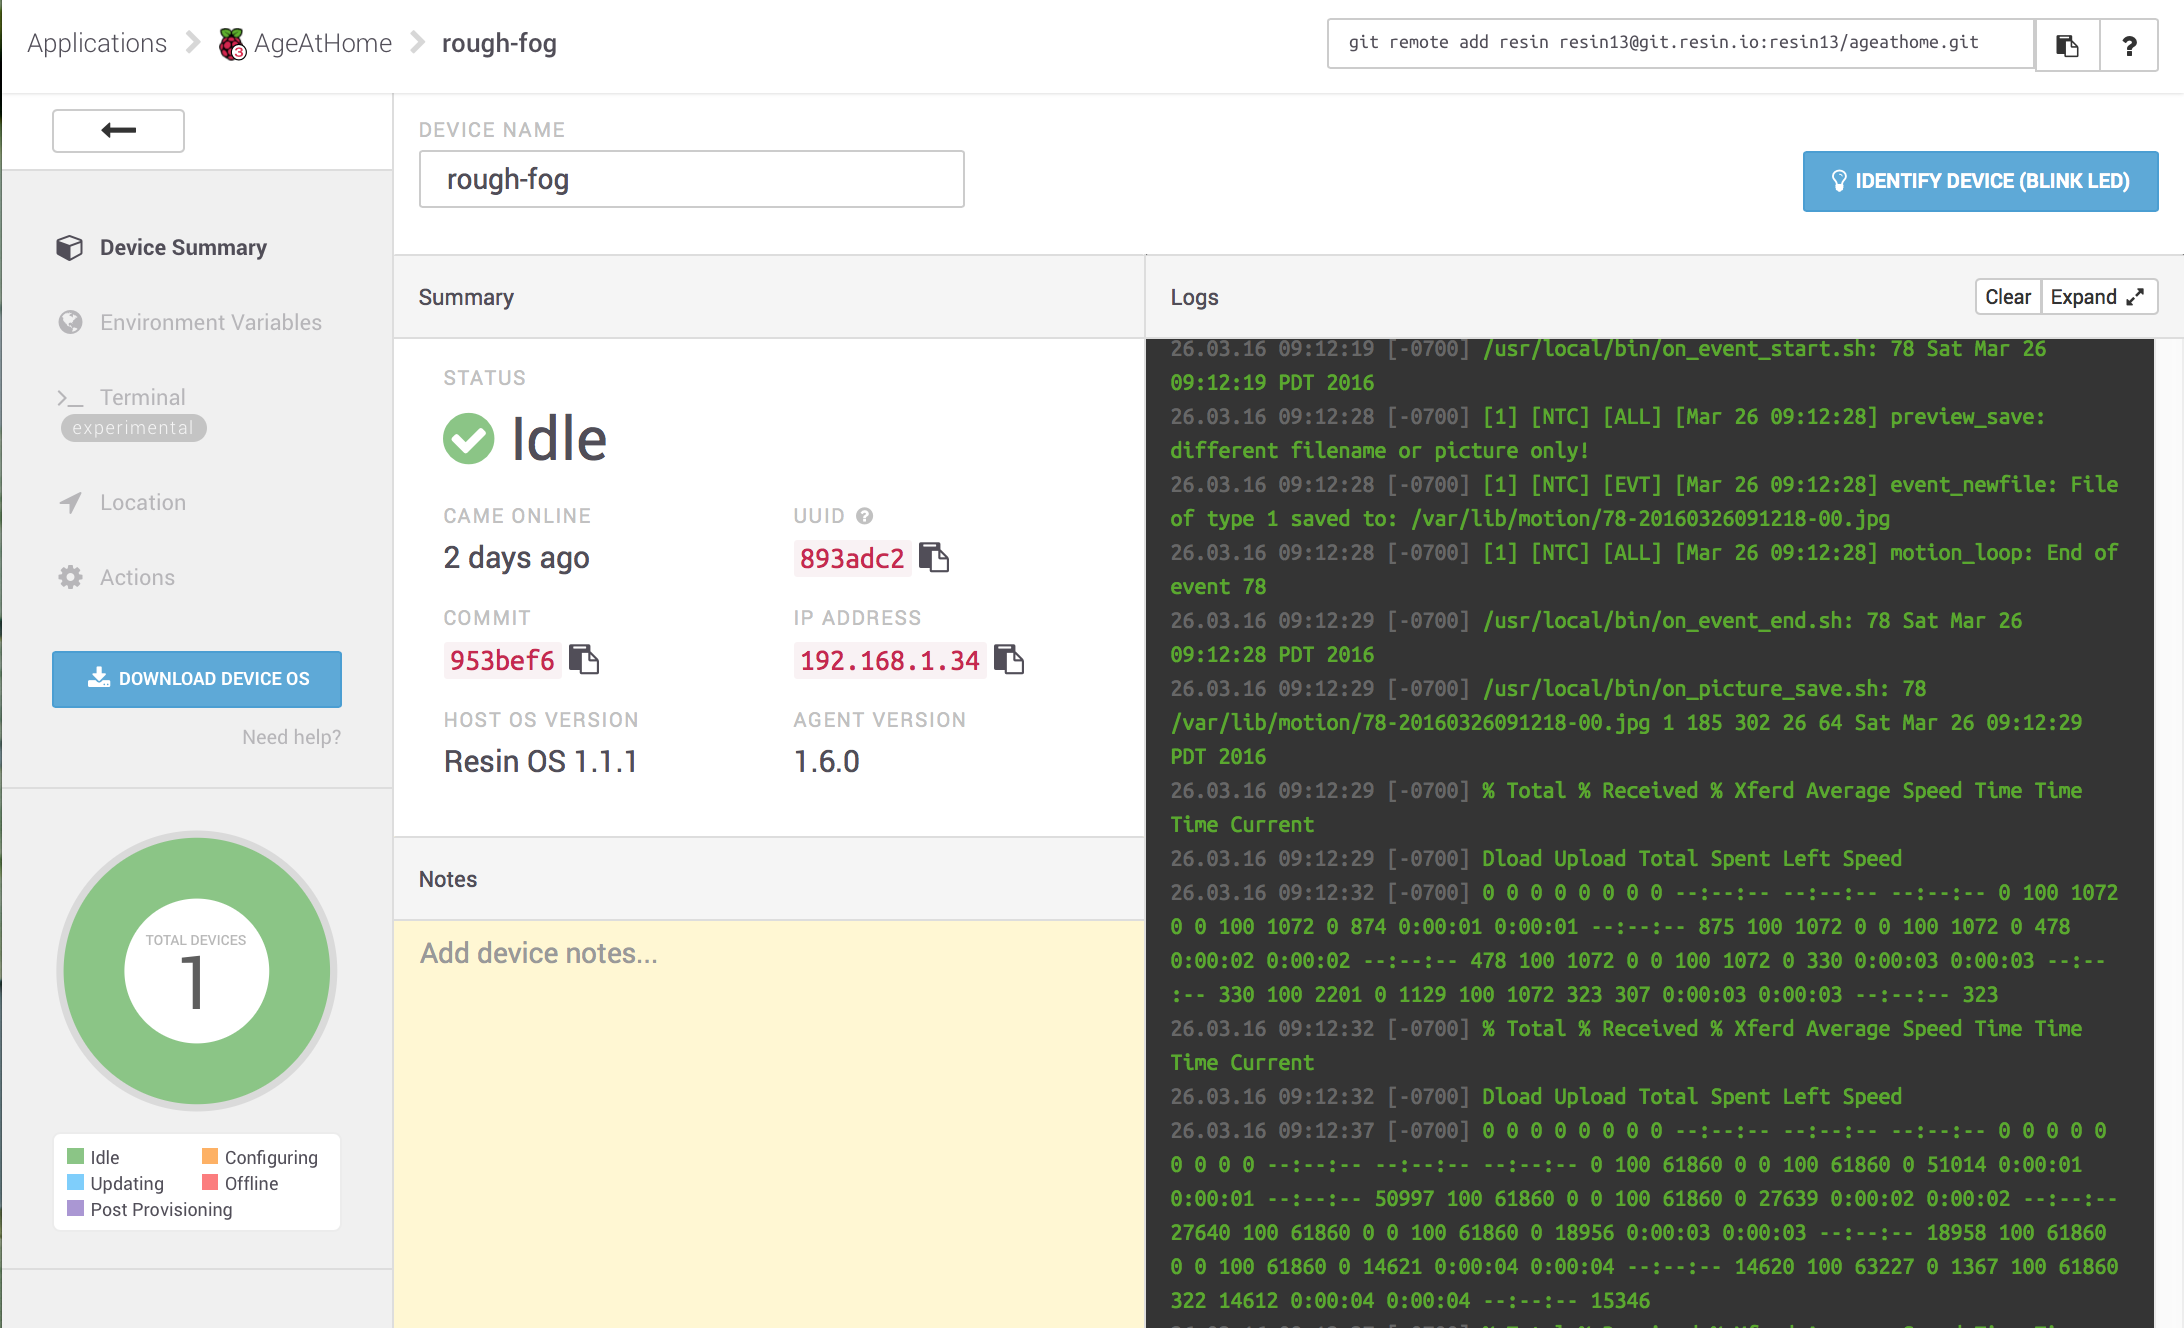 Applications AgeAtHome rough-fog
git remote add resin resin13@git.resin.io:resin13/ageathome.git
?
DEVICE NAME
rough-fog
IDENTIFY DEVICE (BLINK LED)
Device Summary
Environment Variables
>_ Terminal
experimental
Location
Actions
DOWNLOAD DEVICE OS
Need help?
TOTAL DEVICES
1
Idle
Configuring
Updating
Offline
Post Provisioning
Summary
STATUS
Idle
CAME ONLINE
2 days ago
UUID ?
893adc2
COMMIT
953bef6
IP ADDRESS
192.168.1.34
HOST OS VERSION
Resin OS 1.1.1
AGENT VERSION
1.6.0
Notes
Add device notes...
Logs
Clear
Expand
26.03.16 09:12:19 [-0700] /usr/local/bin/on_event_start.sh: 78 Sat Mar 26
09:12:19 PDT 2016
26.03.16 09:12:28 [-0700] [1] [NTC] [ALL] [Mar 26 09:12:28] preview_save:
different filename or picture only!
26.03.16 09:12:28 [-0700] [1] [NTC] [EVT] [Mar 26 09:12:28] event_newfile: File
of type 1 saved to: /var/lib/motion/78-20160326091218-00.jpg
26.03.16 09:12:28 [-0700] [1] [NTC] [ALL] [Mar 26 09:12:28] motion_loop: End of
event 78
26.03.16 09:12:29 [-0700] /usr/local/bin/on_event_end.sh: 78 Sat Mar 26
09:12:28 PDT 2016
26.03.16 09:12:29 [-0700] /usr/local/bin/on_picture_save.sh: 78
/var/lib/motion/78-20160326091218-00.jpg 1 185 302 26 64 Sat Mar 26 09:12:29
PDT 2016
26.03.16 09:12:29 [-0700] % Total % Received % Xferd Average Speed Time Time
Time Current
26.03.16 09:12:29 [-0700] Dload Upload Total Spent Left Speed
26.03.16 09:12:32 [-0700] 0 0 0 0 0 0 0 0 --:--:-- --:--:-- --:--:-- 0 100 1072
0 0 100 1072 0 874 0:00:01 0:00:01 --:--:-- 875 100 1072 0 0 100 1072 0 478
0:00:02 0:00:02 --:--:-- 478 100 1072 0 0 100 1072 0 330 0:00:03 0:00:03 --:--
:-- 330 100 2201 0 1129 100 1072 323 307 0:00:03 0:00:03 --:--:-- 323
26.03.16 09:12:32 [-0700] % Total % Received % Xferd Average Speed Time Time
Time Current
26.03.16 09:12:32 [-0700] Dload Upload Total Spent Left Speed
26.03.16 09:12:37 [-0700] 0 0 0 0 0 0 0 0 --:--:-- --:--:-- --:--:-- 0 0 0 0 0
0 0 0 0 --:--:-- --:--:-- --:--:-- 0 100 61860 0 0 100 61860 0 51014 0:00:01
0:00:01 --:--:-- 50997 100 61860 0 0 100 61860 0 27639 0:00:02 0:00:02 --:--:--
27640 100 61860 0 0 100 61860 0 18956 0:00:03 0:00:03 --:--:-- 18958 100 61860
0 0 100 61860 0 14621 0:00:04 0:00:04 --:--:-- 14620 100 63227 0 1367 100 61860
322 14612 0:00:04 0:00:04 --:--:-- 15346